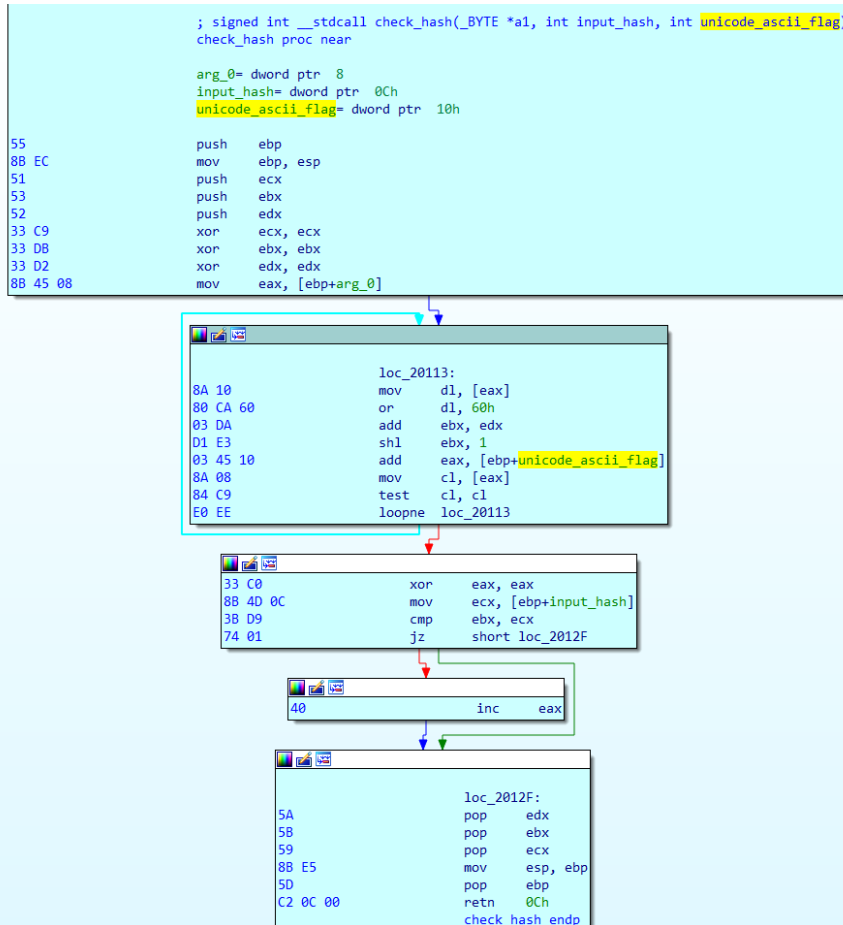 ; signed int __stdcall check_hash(_BYTE *a1, int input_hash, int unicode_ascii_flag)
check_hash proc near
arg_0= dword ptr  8
input_hash= dword ptr  0Ch
unicode_ascii_flag= dword ptr  10h
55 push ebp
8B EC mov ebp, esp
51 push ecx
53 push ebx
52 push edx
33 C9 xor ecx, ecx
33 DB xor ebx, ebx
33 D2 xor edx, edx
8B 45 08 mov eax, [ebp+arg_0]
loc_20113:
8A 10 mov dl, [eax]
80 CA 60 or dl, 60h
03 DA add ebx, edx
D1 E3 shl ebx, 1
03 45 10 add eax, [ebp+unicode_ascii_flag]
8A 08 mov cl, [eax]
84 C9 test cl, cl
E0 EE loopne loc_20113
33 C0 xor eax, eax
8B 4D 0C mov ecx, [ebp+input_hash]
3B D9 cmp ebx, ecx
74 01 jz short loc_2012F
40 inc eax
loc_2012F:
5A pop edx
5B pop ebx
59 pop ecx
8B E5 mov esp, ebp
5D pop ebp
C2 0C 00 retn 0Ch
check_hash endp